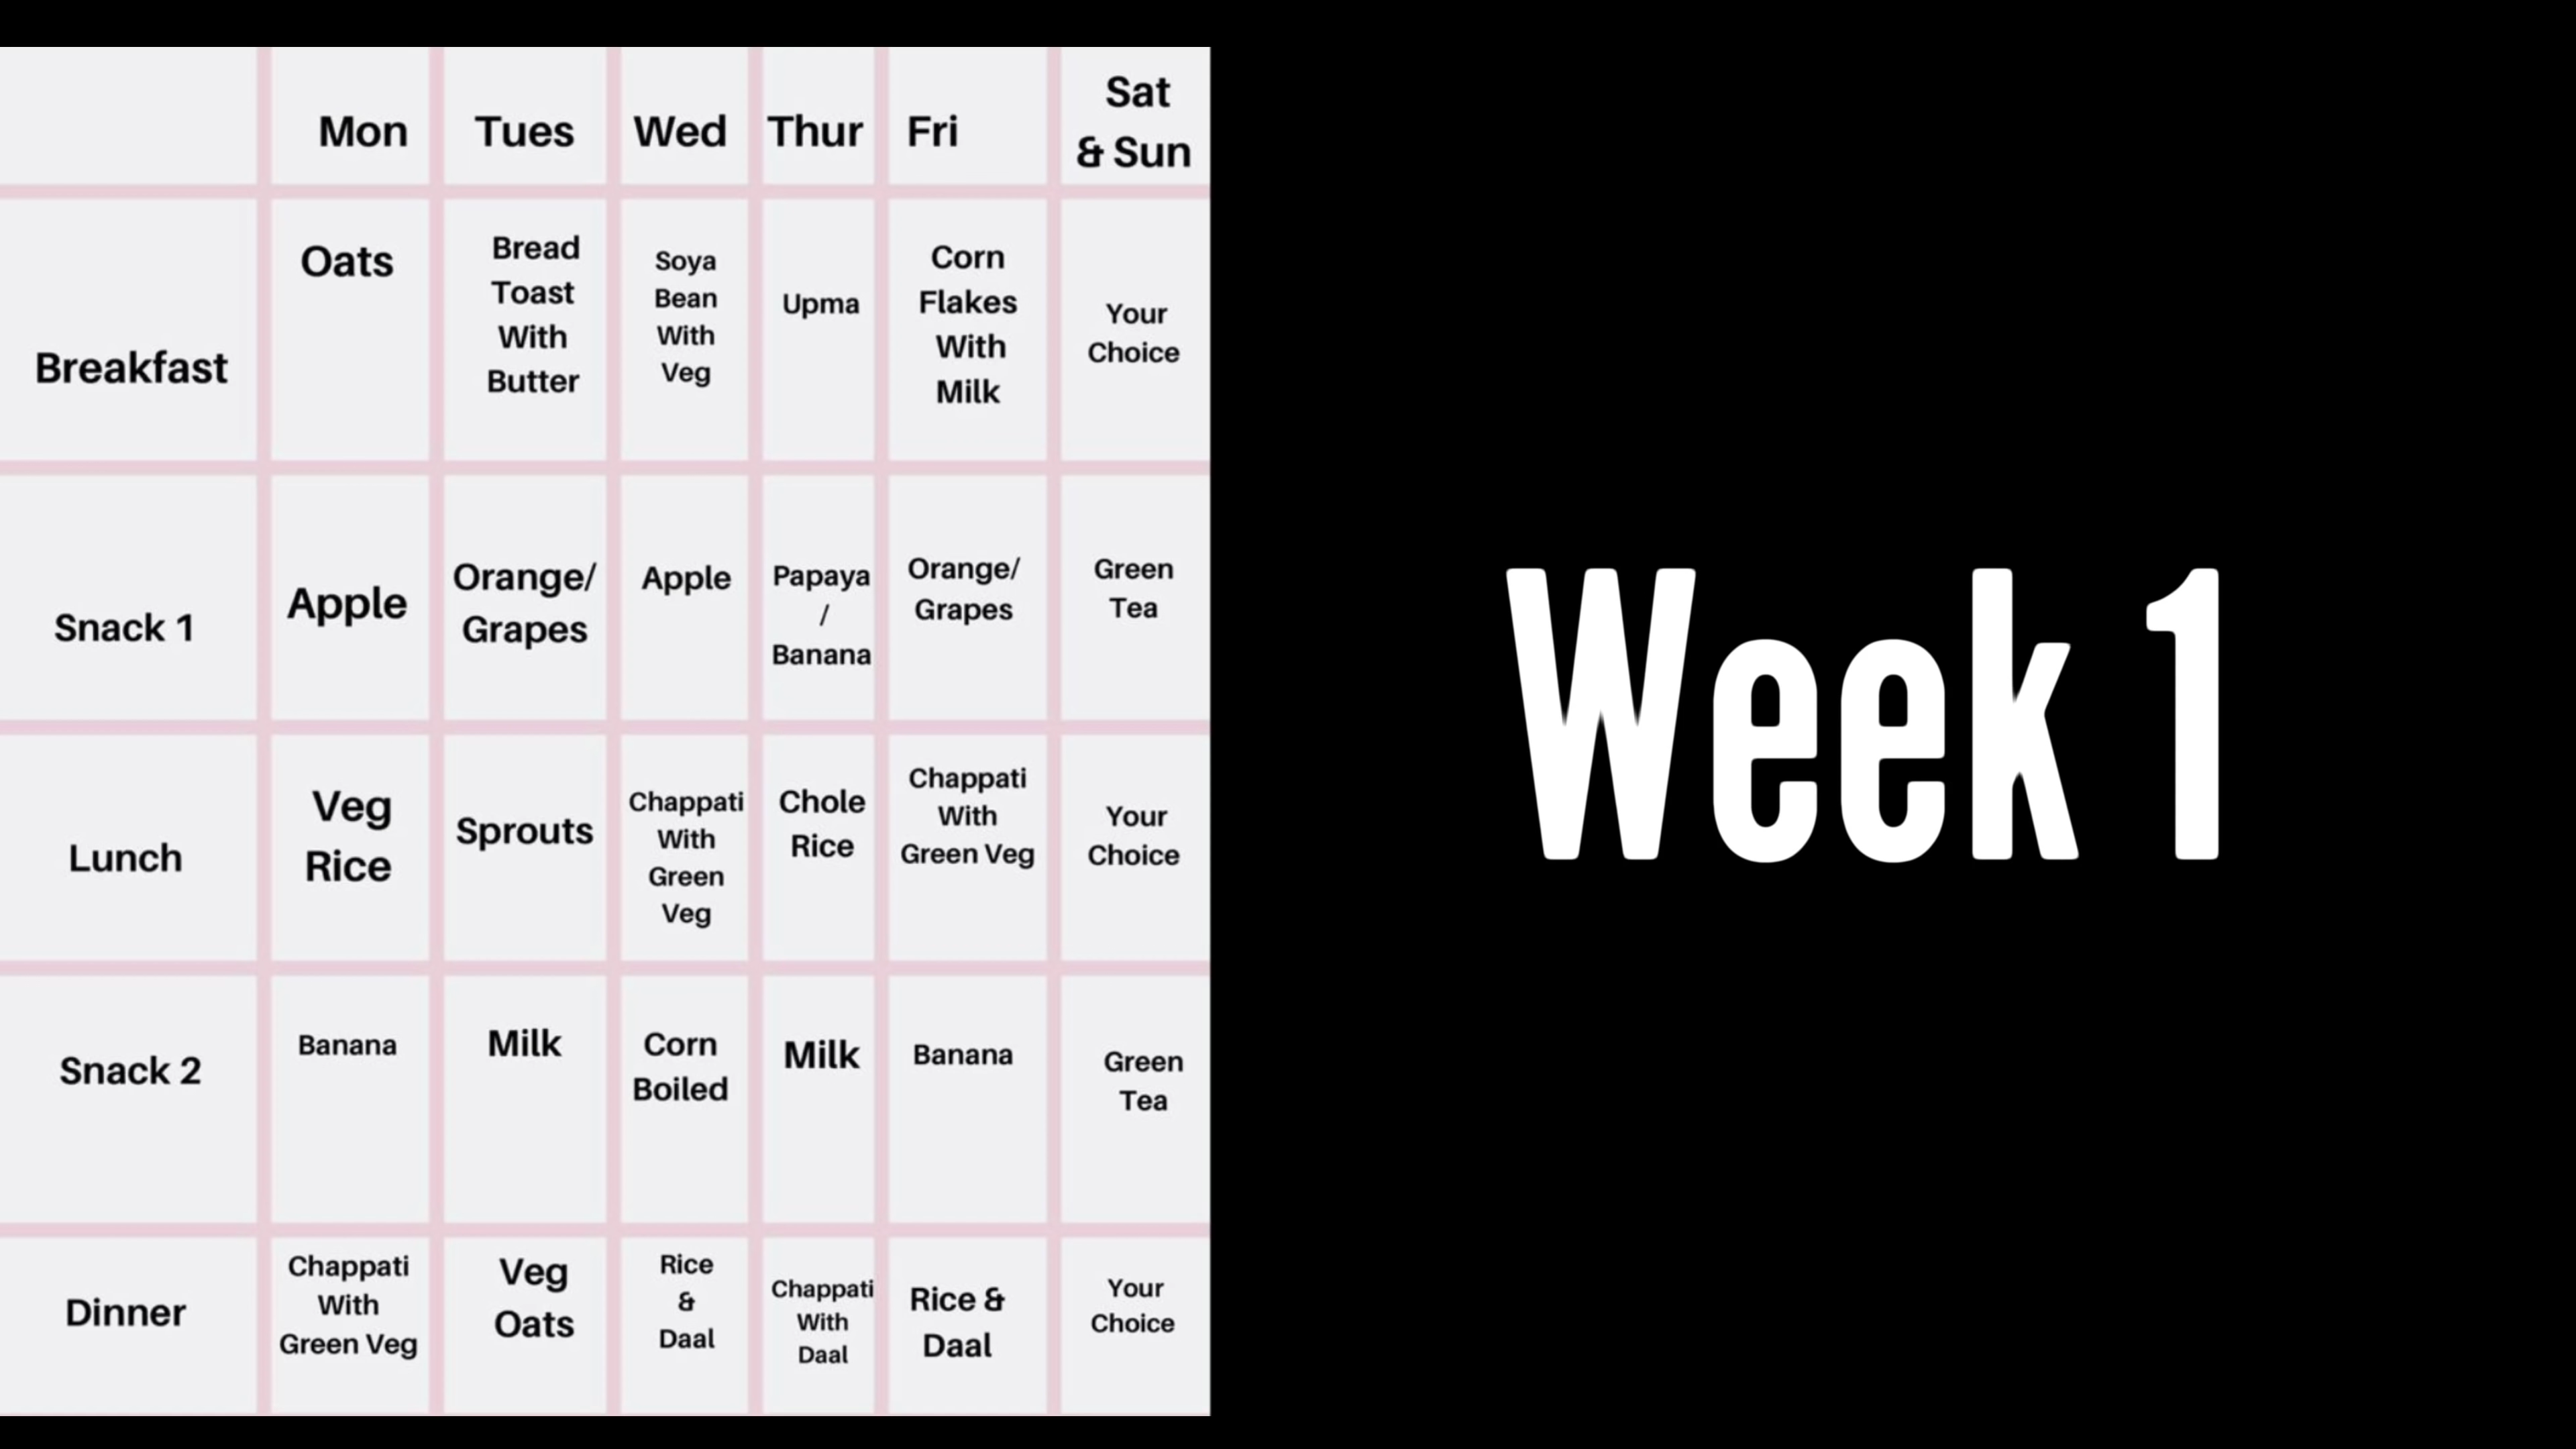 Mon Tues Wed Thur Fri Sat
& Sun
Breakfast
Oats
Bread
Toast
With
Butter
Soya
Bean
With
Veg
Upma
Corn
Flakes
With
Milk
Your
Choice
Snack 1
Apple
Orange/
Grapes
Apple
Papaya
/
Banana
Orange/
Grapes
Green
Tea
Lunch
Veg
Rice
Sprouts
Chappati
With
Green
Veg
Chole
Rice
Chappati
With
Green Veg
Your
Choice
Snack 2
Banana
Milk
Corn
Boiled
Milk
Banana
Green
Tea
Dinner
Chappati
With
Green Veg
Veg
Oats
Rice
&
Daal
Chappati
With
Daal
Rice &
Daal
Your
Choice
Week 1